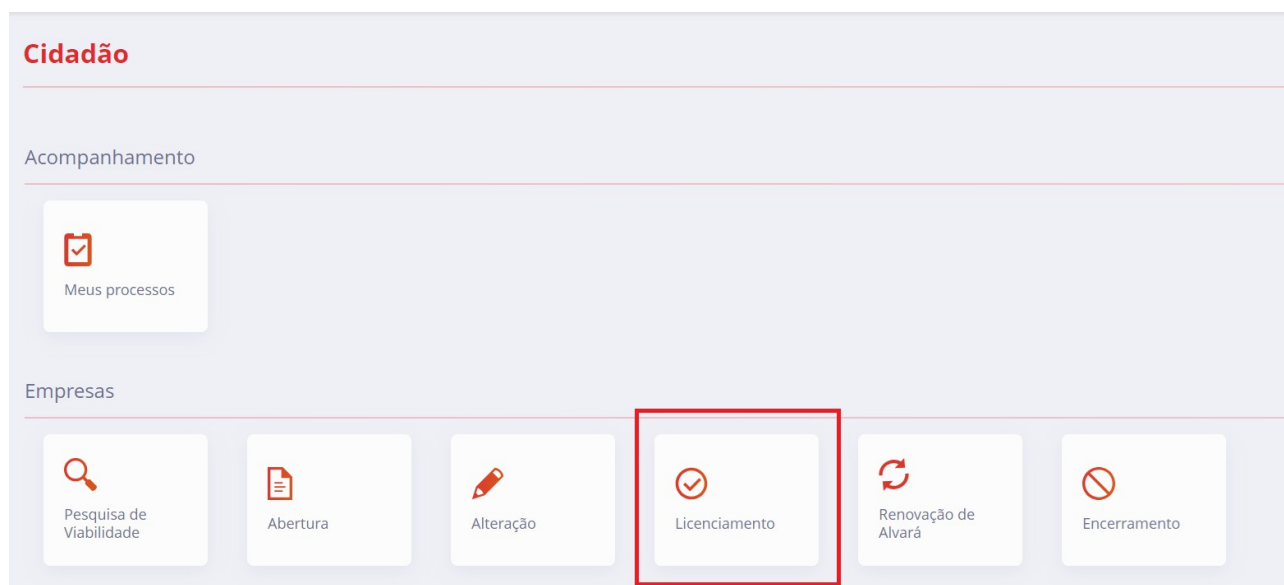 Cidadão
Acompanhamento
Meus processos
Empresas
Pesquisa de
Viabilidade
Abertura
Alteração
Licenciamento
Renovação de
Alvará
Encerramento